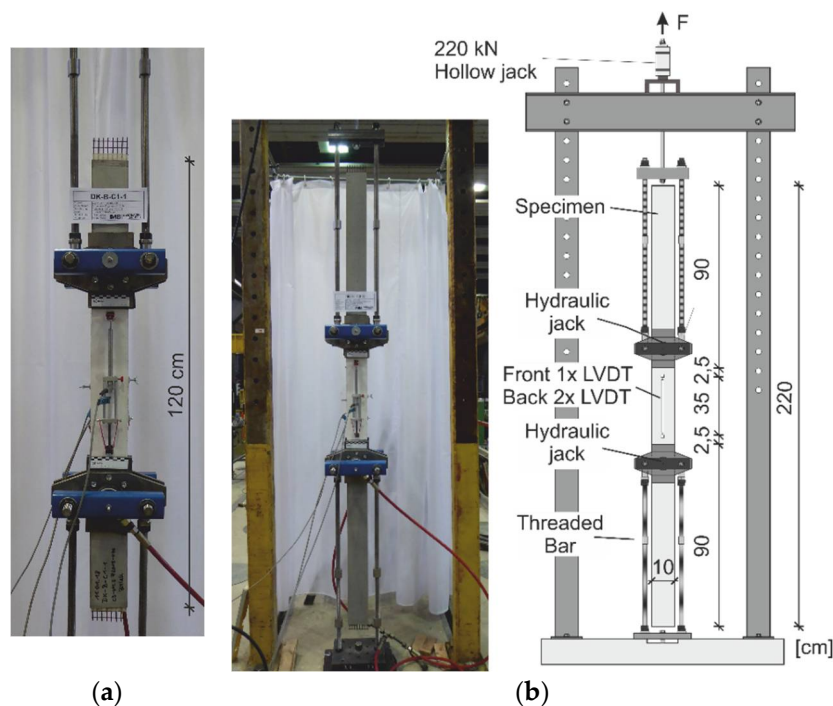 DK-B-C1-1
120 cm
F
220 kN
Hollow jack
Specimen
90
Hydraulic
jack
2,5
Front 1x LVDT
Back 2x LVDT
35
220
2,5
Hydraulic
jack
Threaded
Bar
90
10
[cm]
(a)
(b)